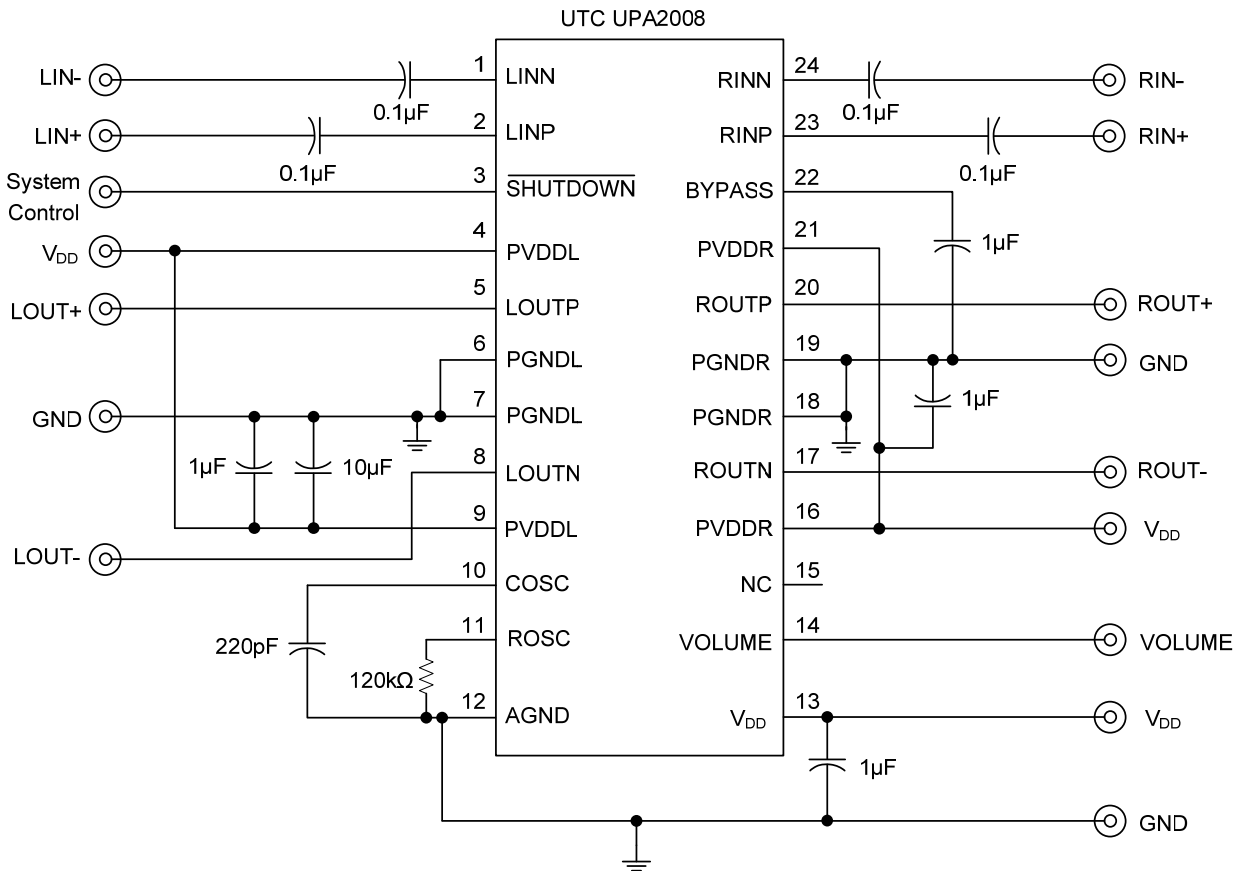 UTC UPA2008
LIN-
0.1µF
1
LINN
RINN
24
0.1µF
RIN-
LIN+
0.1µF
2
LINP
RINP
23
0.1µF
RIN+
System
Control
3
SHUTDOWN
BYPASS
22
1µF
VDD
4
PVDDL
PVDDR
21
LOUT+
5
LOUTP
ROUTP
20
ROUT+
6
PGNDL
PGNDR
19
GND
GND
7
PGNDL
PGNDR
18
1µF
1µF
10µF
8
LOUTN
ROUTN
17
ROUT-
9
PVDDL
PVDDR
16
VDD
LOUT-
10
COSC
NC
15
220pF
11
ROSC
VOLUME
14
VOLUME
120kΩ
12
AGND
VDD
13
VDD
1µF
GND